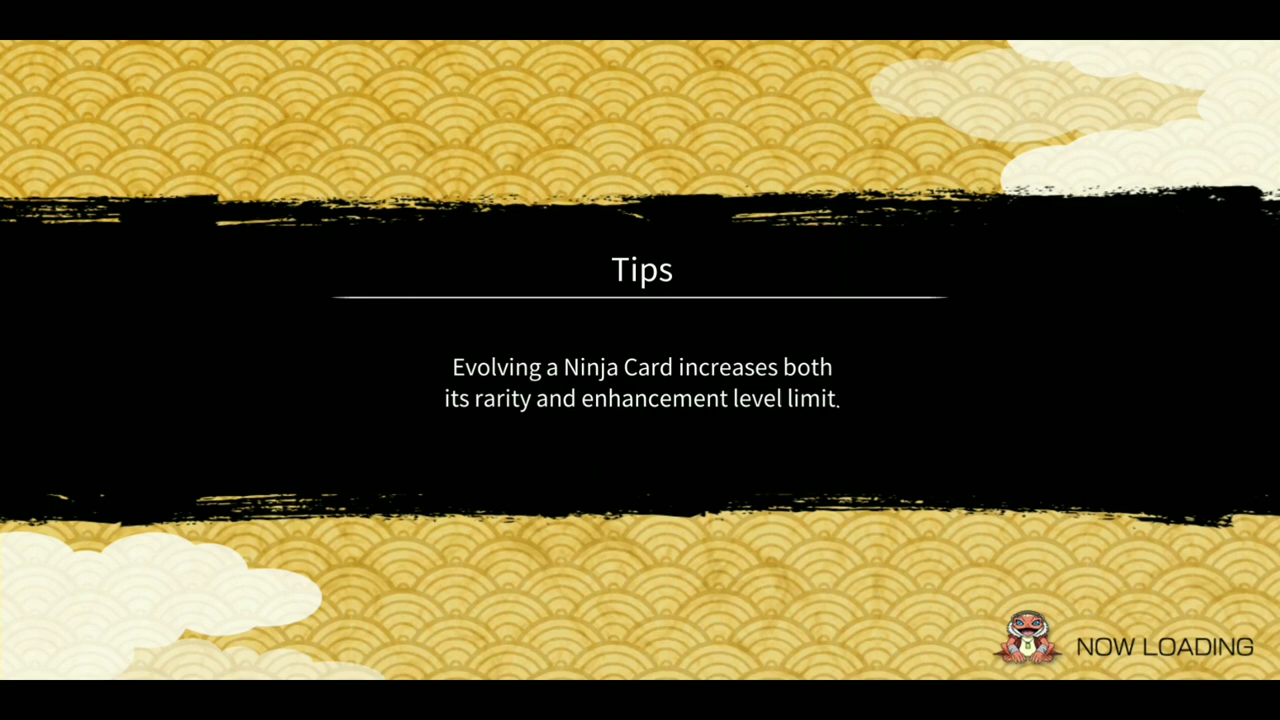 Tips
Evolving a Ninja Card increases both
its rarity and enhancement level limit.
NOW LOADING